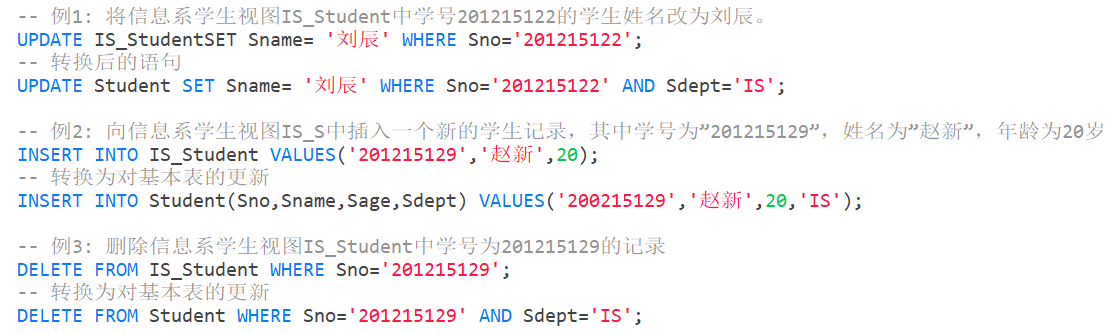 -- 例1: 将信息系学生视图IS_Student中学号201215122的学生姓名改为刘辰。
UPDATE IS_StudentSET Sname= '刘辰' WHERE Sno='201215122';
-- 转换后的语句
UPDATE Student SET Sname= '刘辰' WHERE Sno='201215122' AND Sdept='IS';
-- 例2: 向信息系学生视图IS_S中插入一个新的学生记录, 其中学号为”201215129”, 姓名为”赵新”, 年龄为20岁
INSERT INTO IS_Student VALUES('201215129','赵新',20);
-- 转换为对基本表的更新
INSERT INTO Student(Sno,Sname,Sage,Sdept) VALUES('200215129','赵新',20,'IS');
-- 例3: 删除信息系学生视图IS_Student中学号为201215129的记录
DELETE FROM IS_Student WHERE Sno='201215129';
-- 转换为对基本表的更新
DELETE FROM Student WHERE Sno='201215129' AND Sdept='IS';